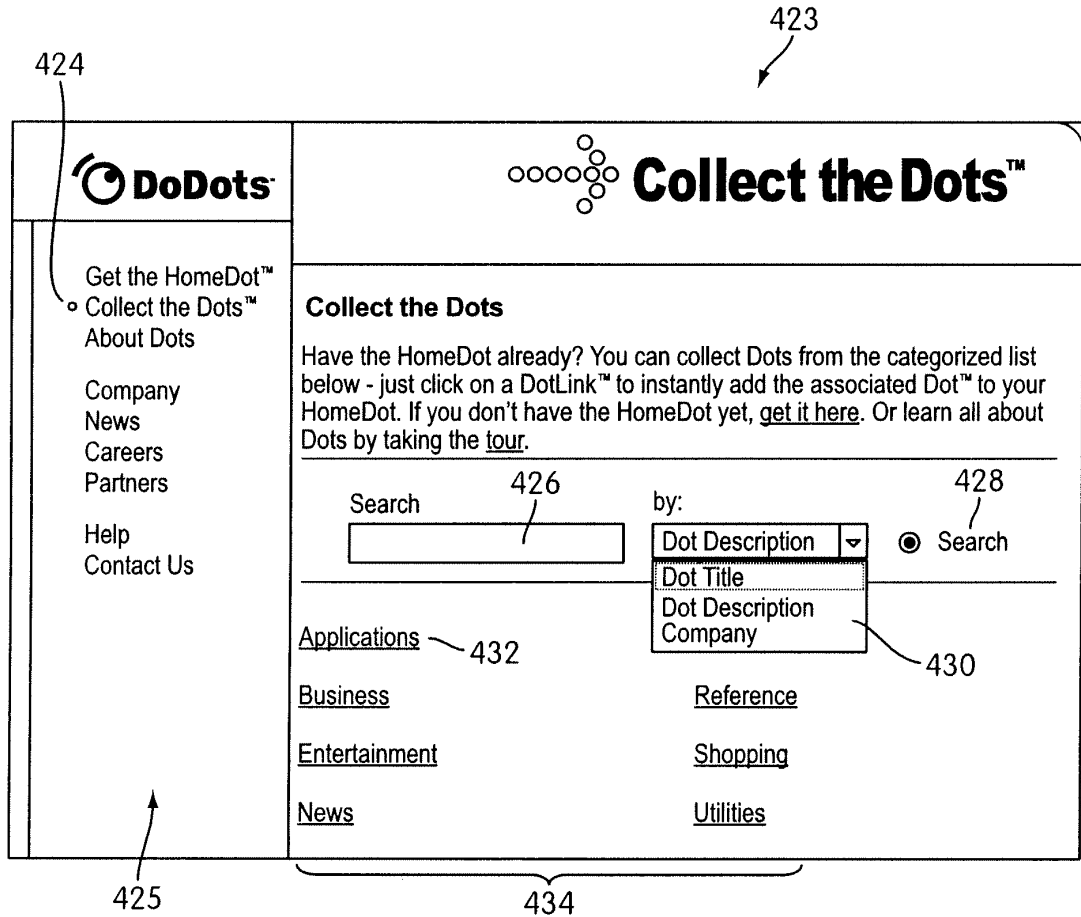 423
424
DoDots
Collect the Dots™
Get the HomeDot™
Collect the Dots™
About Dots
Company
News
Careers
Partners
Help
Contact Us
Collect the Dots
Have the HomeDot already? You can collect Dots from the categorized list
below - just click on a DotLink™ to instantly add the associated Dot™ to your
HomeDot. If you don't have the HomeDot yet, get it here. Or learn all about
Dots by taking the tour.
426
428
Search
by:
Dot Description
Search
Dot Title
Dot Description
Company
430
Applications
432
Business
Reference
Entertainment
Shopping
News
Utilities
425
434